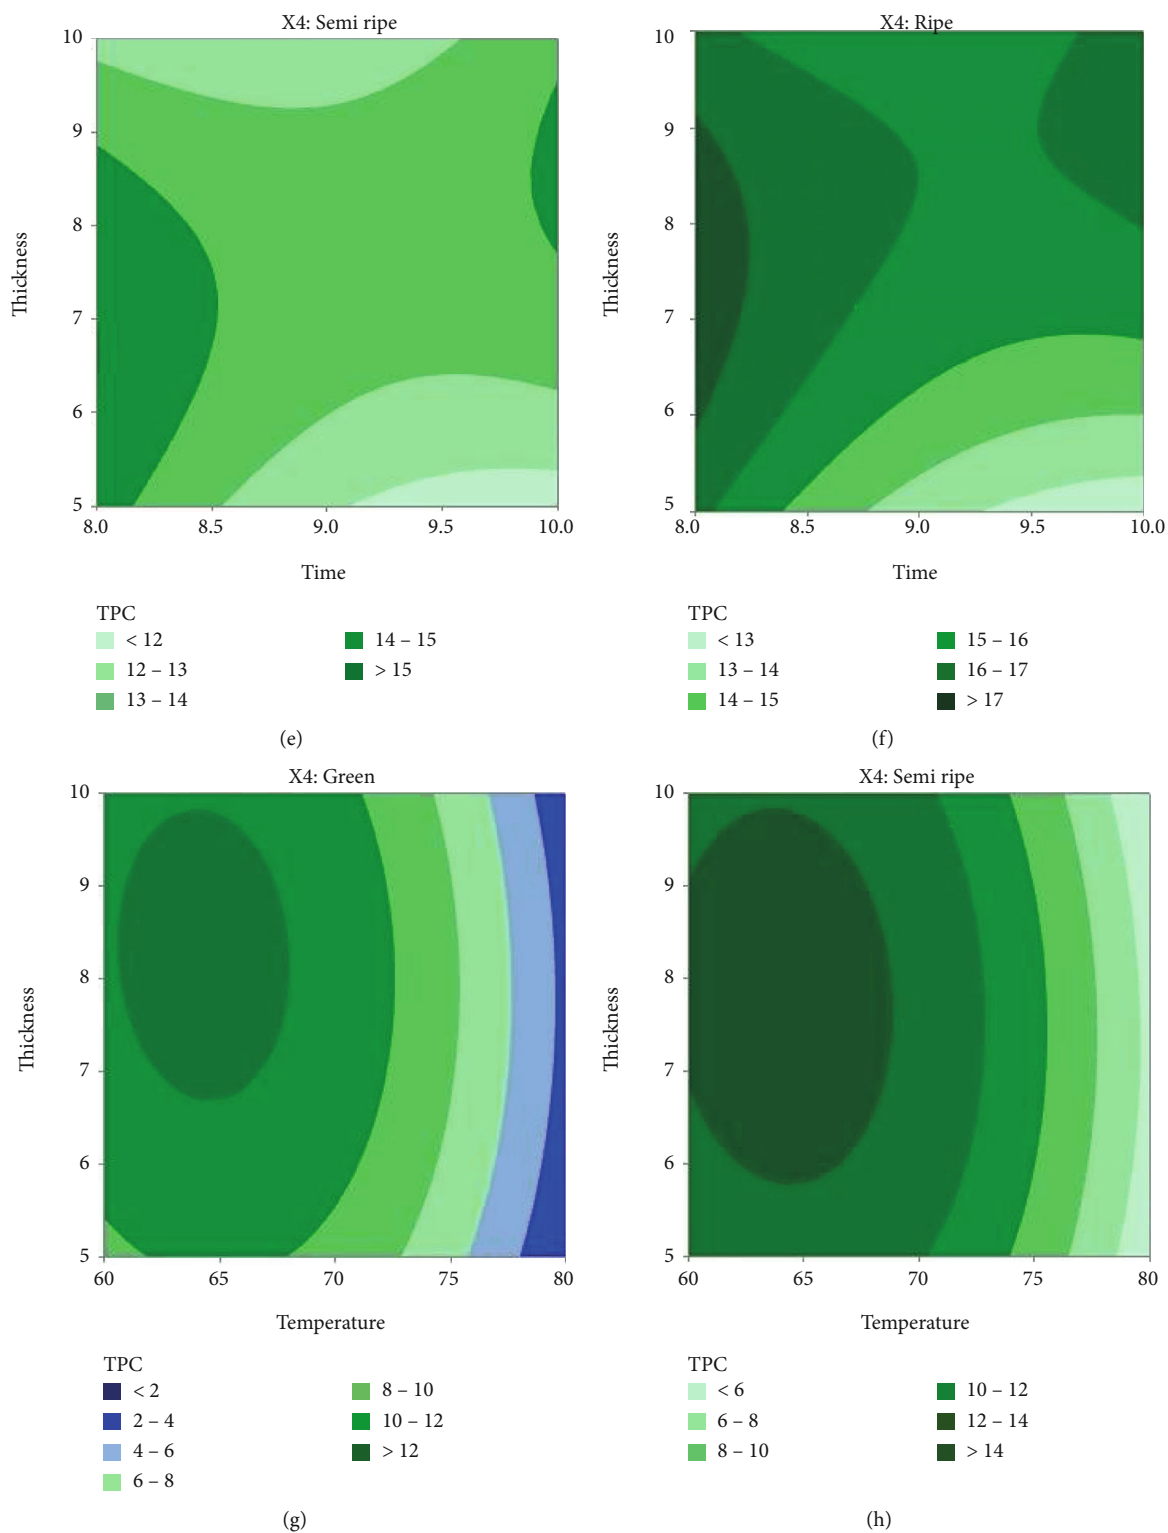 X4: Semi ripe
10
9
8
7
6
5
Thickness
8.0 8.5 9.0 9.5 10.0
Time
TPC
< 12 14 – 15
12 – 13 > 15
13 – 14
(e)
X4: Ripe
10
9
8
7
6
5
Thickness
8.0 8.5 9.0 9.5 10.0
Time
TPC
< 13 15 – 16
13 – 14 16 – 17
14 – 15 > 17
(f)
X4: Green
10
9
8
7
6
5
Thickness
60 65 70 75 80
Temperature
TPC
< 2 8 – 10
2 – 4 10 – 12
4 – 6 > 12
6 – 8
(g)
X4: Semi ripe
10
9
8
7
6
5
Thickness
60 65 70 75 80
Temperature
TPC
< 6 10 – 12
6 – 8 12 – 14
8 – 10 > 14
(h)